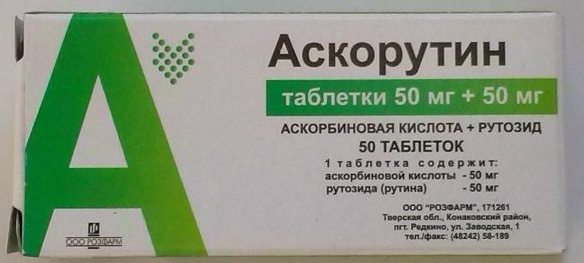 Аскорутин
таблетки 50 мг + 50 мг
АСКОРБИНОВАЯ КИСЛОТА + РУТОЗИД
50 ТАБЛЕТОК
1 таблетка содержит:
аскорбиновой кислоты - 50 мг
рутозида (рутина) - 50 мг
ООО "РОЗФАРМ", 171261
Тверская обл., Конаковский район,
пгт. Редкино, ул. Заводская, 1
тел./факс: (48242) 58-189
ООО РОЗФАРМ